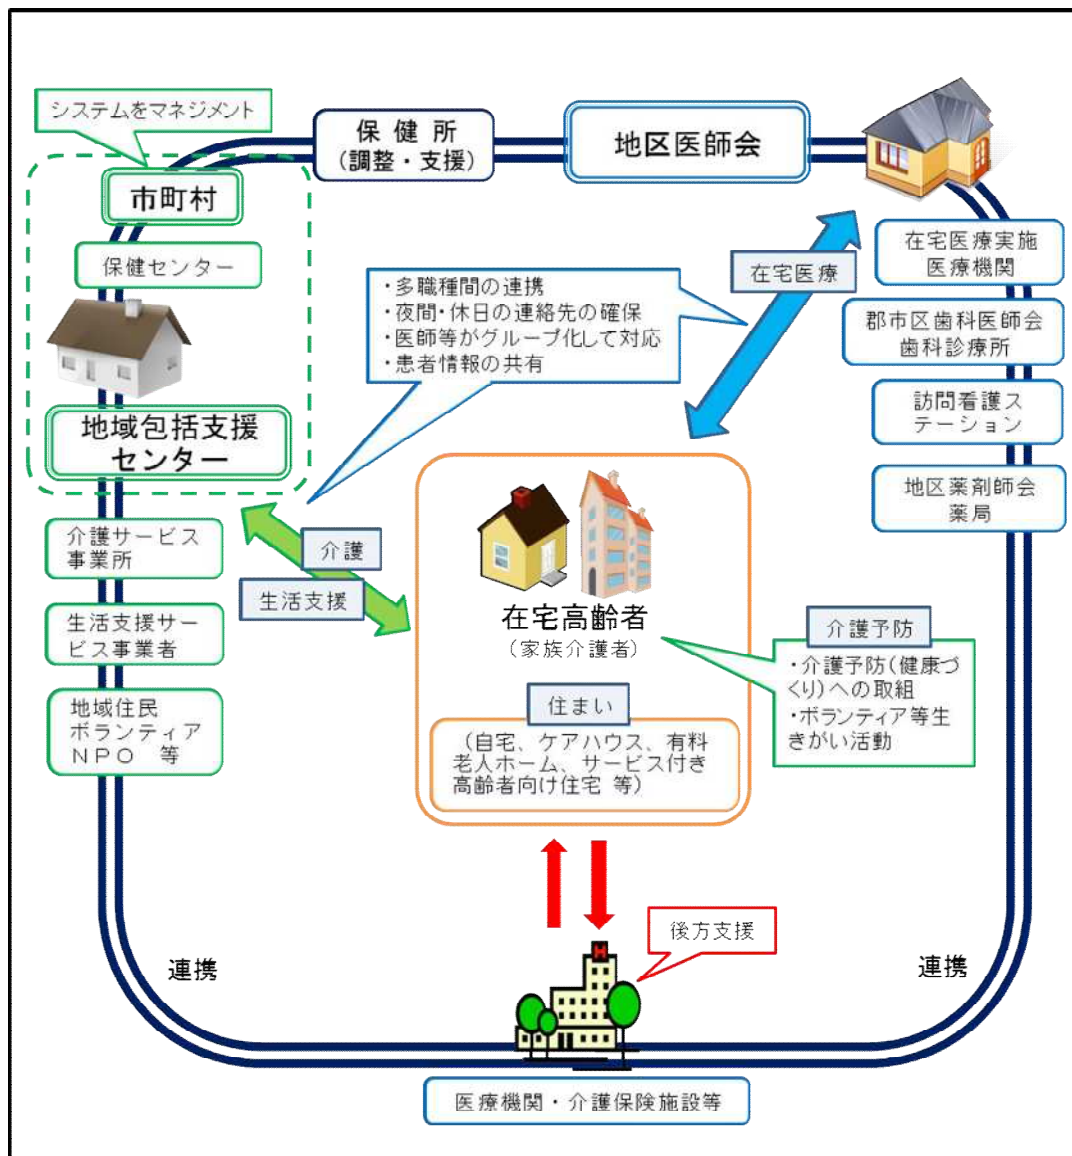 システムをマネジメント
保健所
(調整・支援)
地区医師会
市町村
保健センター
地域包括支援
センター
・多職種間の連携
・夜間・休日の連絡先の確保
・医師等がグループ化して対応
・患者情報の共有
在宅医療
在宅医療実施
医療機関
郡市区歯科医師会
歯科診療所
訪問看護ス
テーション
地区薬剤師会
薬局
介護サービス
事業所
生活支援サー
ビス事業者
地域住民
ボランティア
NPO 等
介護
生活支援
在宅高齢者
(家族介護者)
住まい
(自宅、ケアハウス、有料
老人ホーム、サービス付き
高齢者向け住宅 等)
介護予防
・介護予防(健康づ
くり)への取組
・ボランティア等生
きがい活動
後方支援
H
連携
連携
医療機関・介護保険施設等